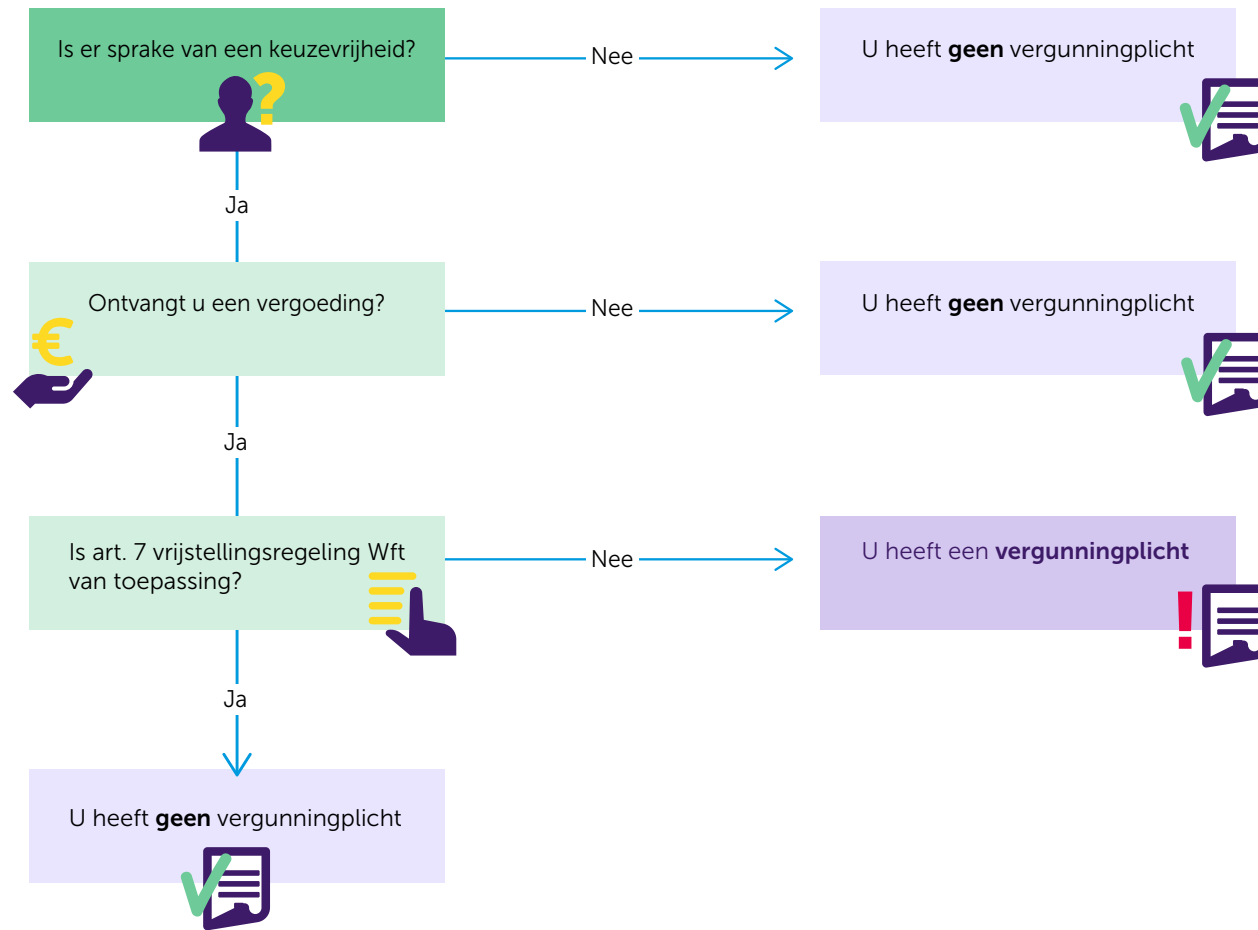 Is er sprake van een keuzevrijheid?
Nee
U heeft geen vergunningplicht
Ja
Ontvangt u een vergoeding?
Nee
U heeft geen vergunningplicht
Ja
Is art. 7 vrijstellingsregeling Wft
van toepassing?
Nee
U heeft een vergunningplicht
Ja
U heeft geen vergunningplicht